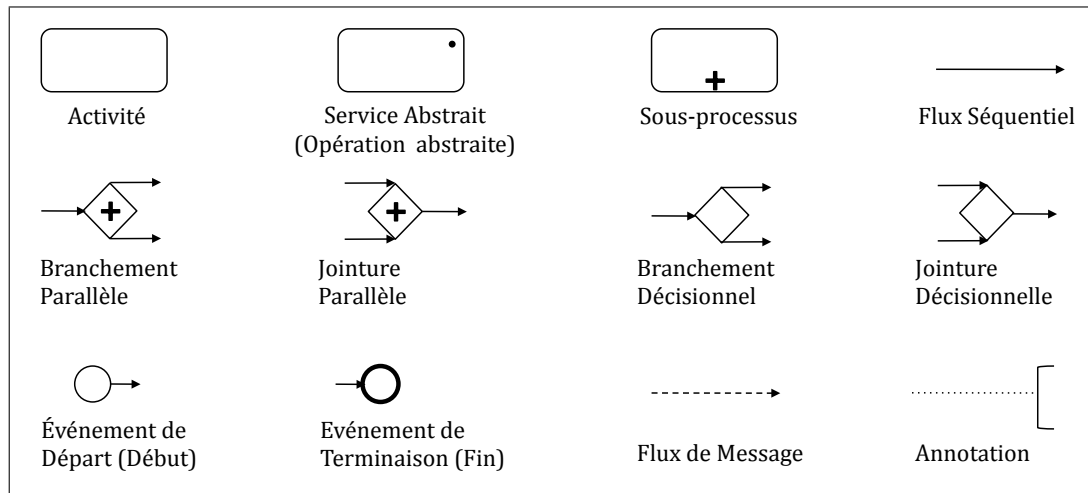 Activité
Service Abstrait
(Opération abstraite)
Sous-processus
Flux Séquentiel
Branchement
Parallèle
Jointure
Parallèle
Branchement
Décisionnel
Jointure
Décisionnelle
Événement de
Départ (Début)
Evénement de
Terminaison (Fin)
Flux de Message
Annotation